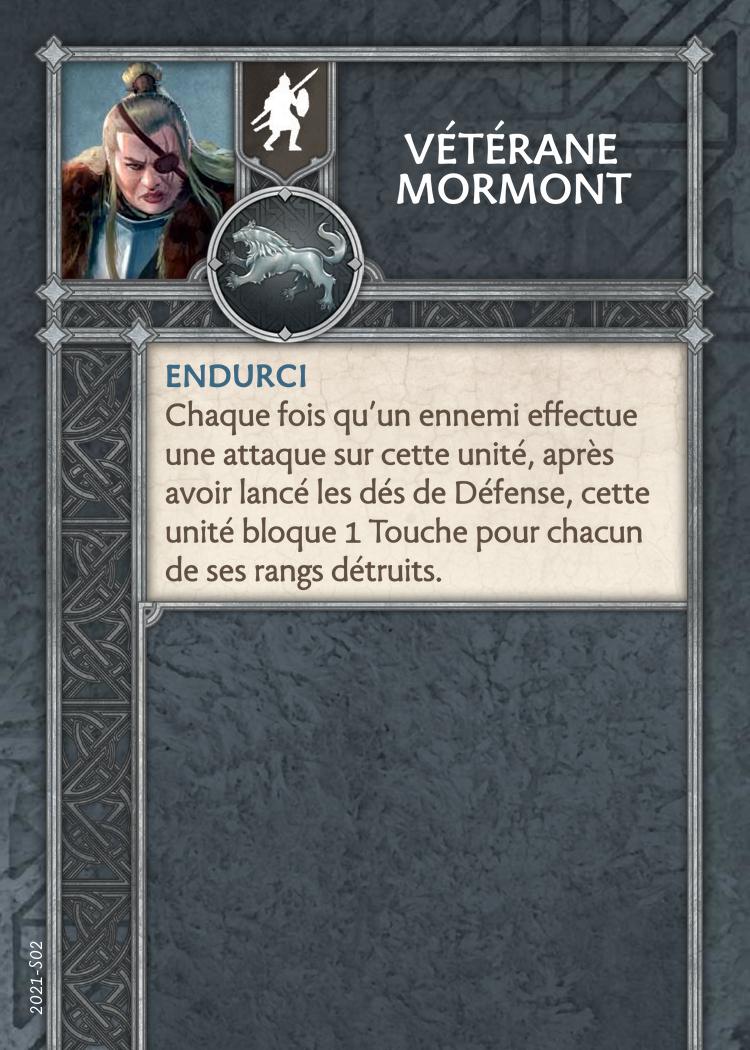 VÉTÉRANE
MORMONT
ENDURCI
Chaque fois qu'un ennemi effectue
une attaque sur cette unité, après
avoir lancé les dés de Défense, cette
unité bloque 1 Touche pour chacun
de ses rangs détruits.
2021-S02